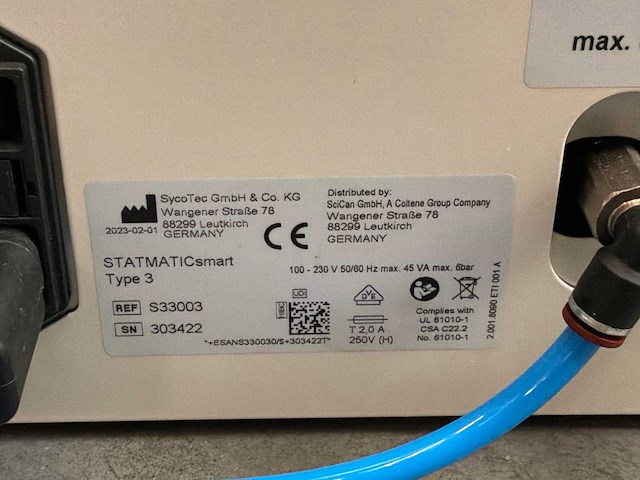 max.
SycoTec GmbH & Co. KG
Wangener Straße 78
88299 Leutkirch
GERMANY
2023-02-01
Distributed by:
SciCan GmbH, A Coltene Group Company
Wangener Straße 78
88299 Leutkirch
GERMANY
CE
STATMATICsmart
Type 3
100 - 230 V 50/60 Hz max. 45 VA max. 6bar
REF S33003
SN 303422
UDI
HIBC
VDE
T 2,0 A
250V (H)
Complies with
UL 61010-1
CSA C22.2
No. 61010-1
2.001.8090 ETI 001 A